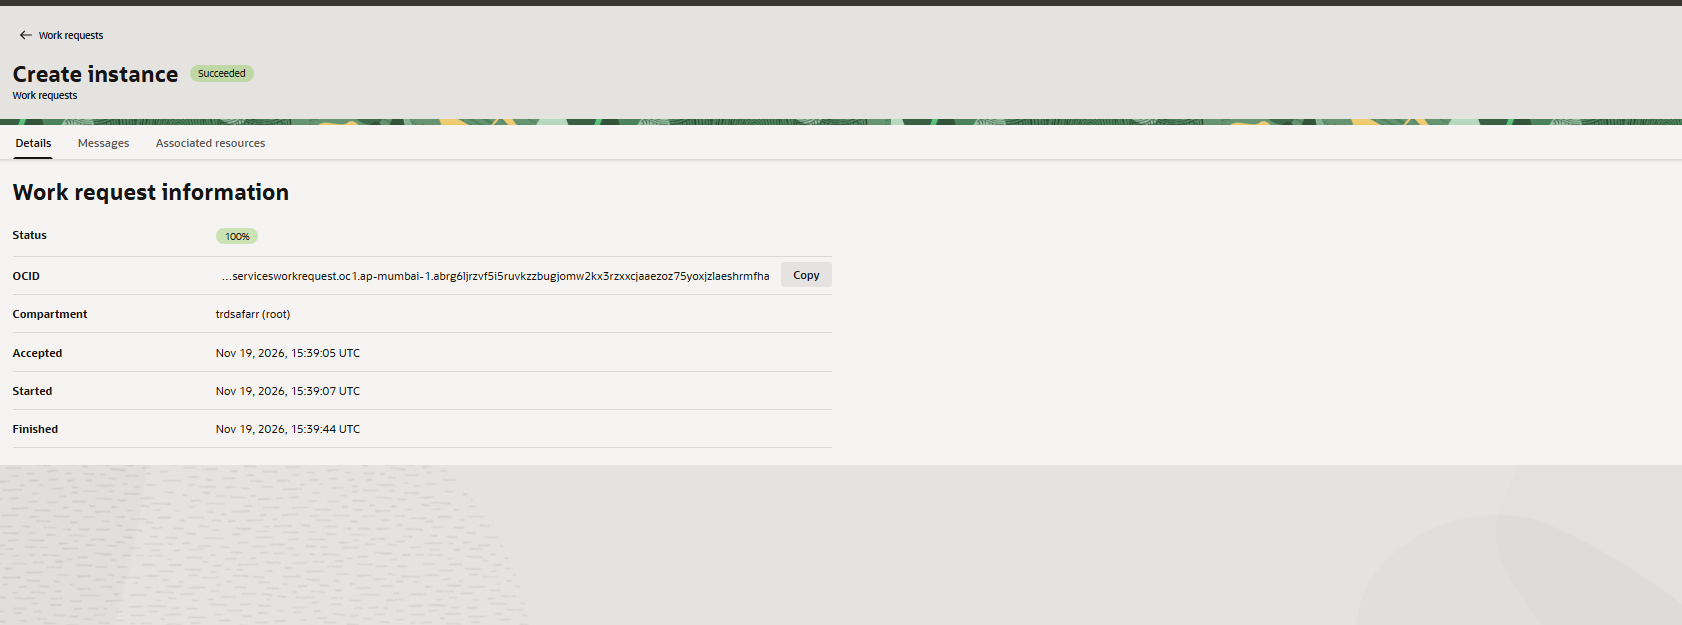 ← Work requests
Create instance Succeeded
Work requests
Details Messages Associated resources
Work request information
Status 100%
OCID ...servicesworkrequest.oc1.ap-mumbai-1.abrg6ljrzvf5i5ruvkzzbugjomw2kx3rzxxcjaaezoz75yoxjzlaeshrmfha Copy
Compartment trdsafarr (root)
Accepted Nov 19, 2026, 15:39:05 UTC
Started Nov 19, 2026, 15:39:07 UTC
Finished Nov 19, 2026, 15:39:44 UTC